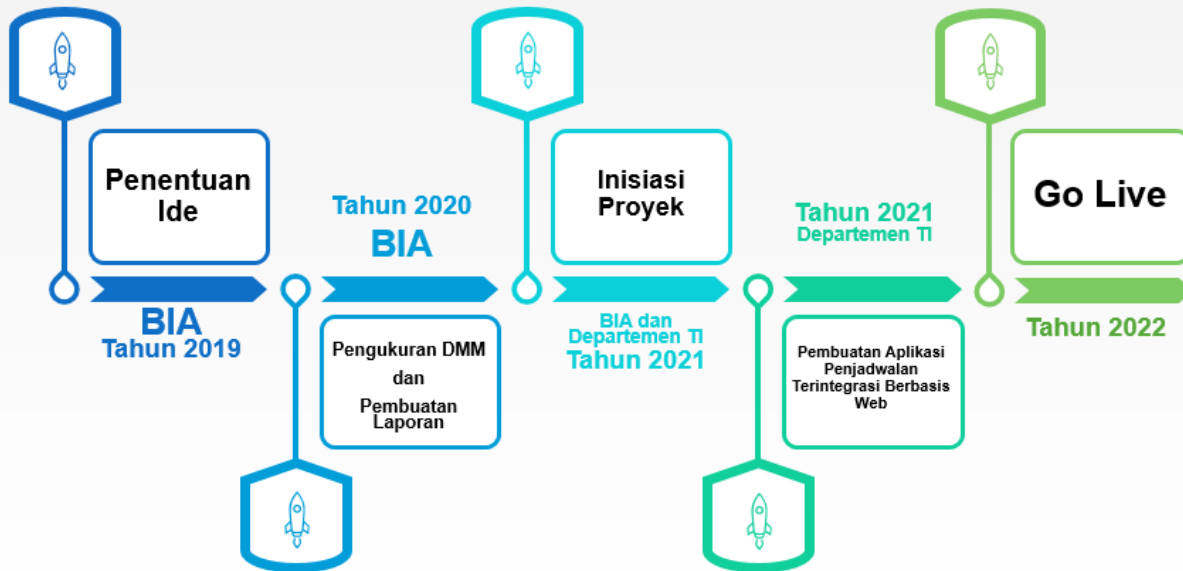 Penentuan
Ide
BIA
Tahun 2019
Tahun 2020
BIA
Pengukuran DMM
dan
Pembuatan
Laporan
Inisiasi
Proyek
BIA dan
Departemen TI
Tahun 2021
Tahun 2021
Departemen TI
Pembuatan Aplikasi
Penjadwalan
Terintegrasi Berbasis
Web
Go Live
Tahun 2022